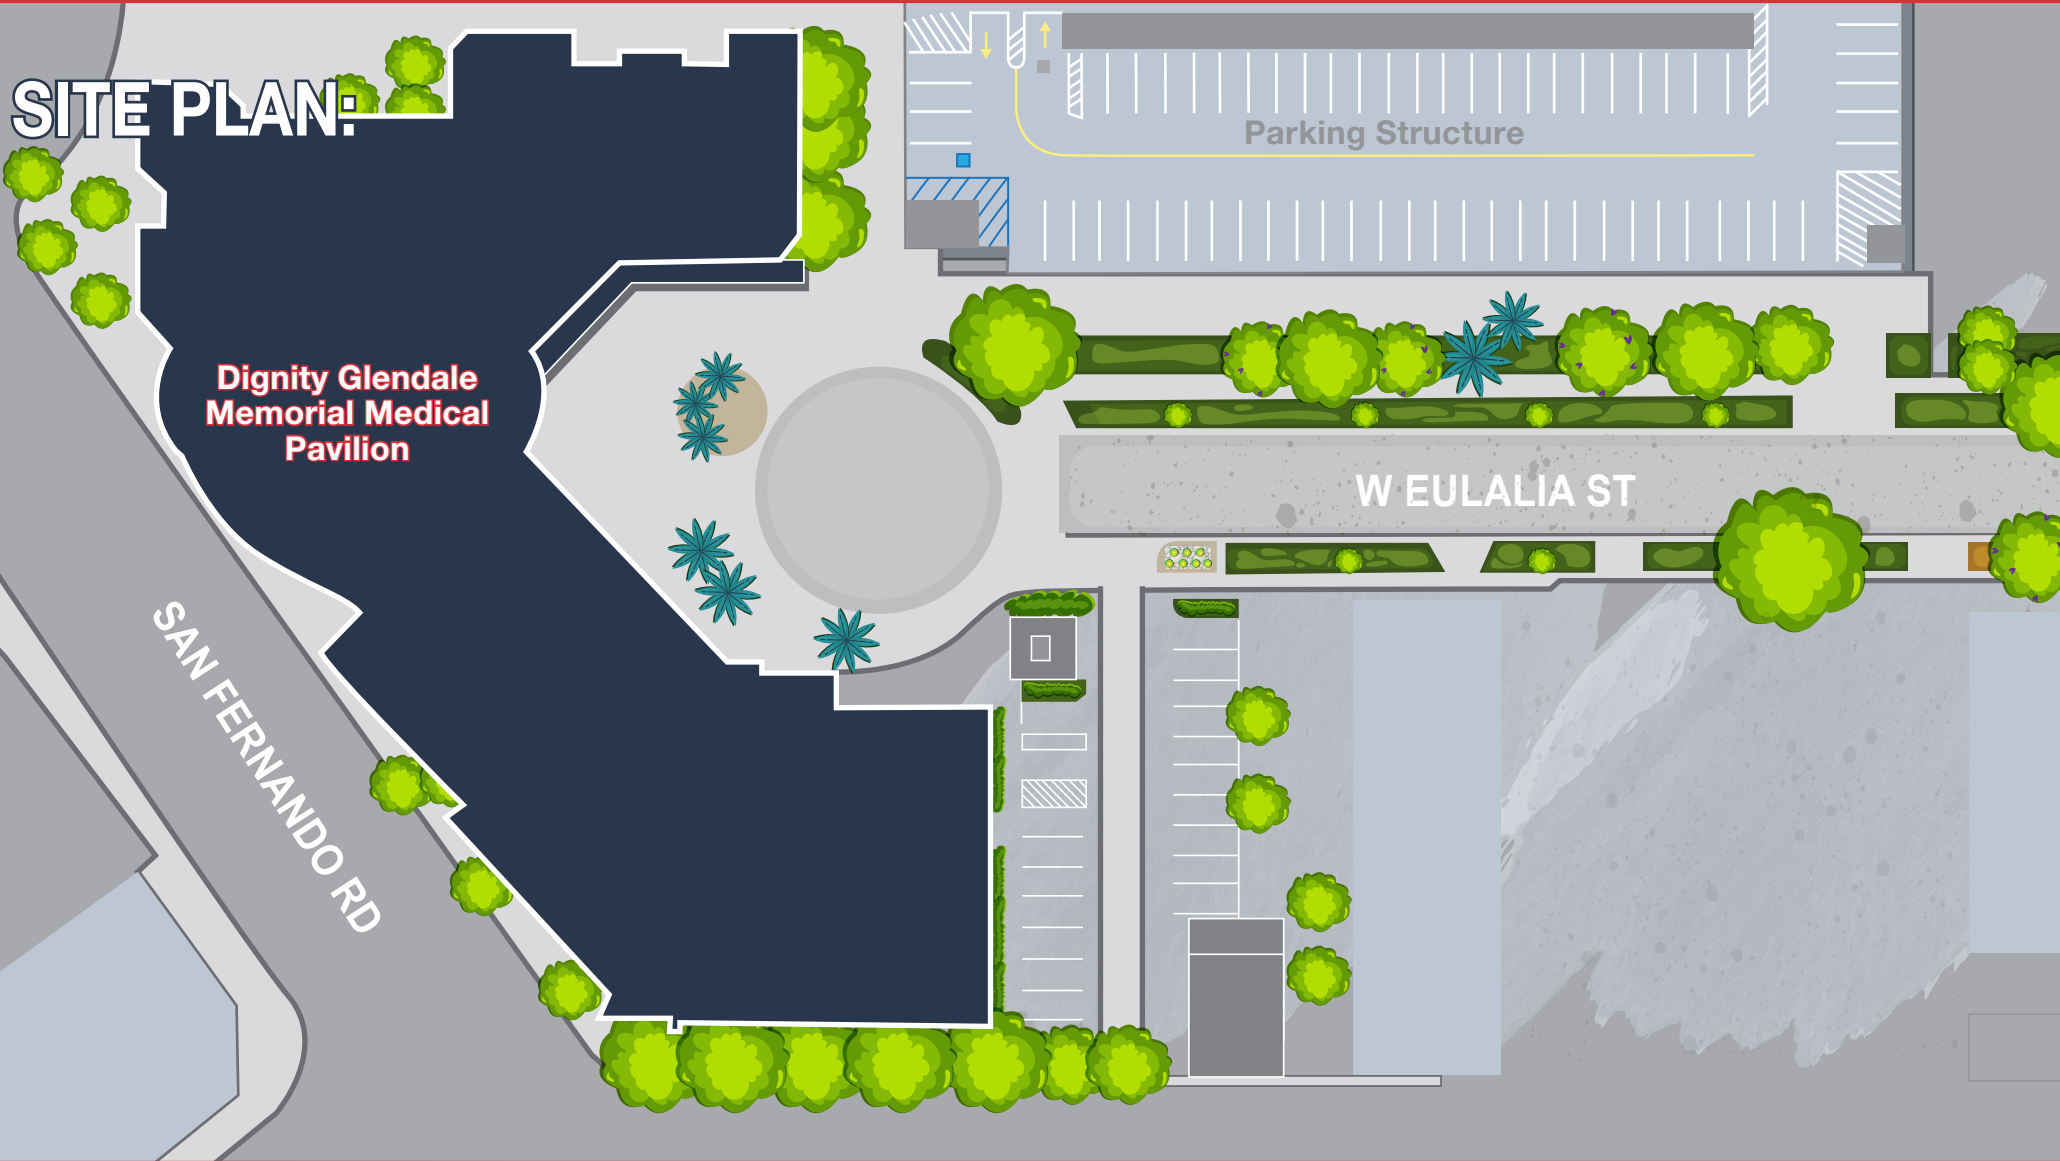 SITE PLAN:
Parking Structure
Dignity Glendale
Memorial Medical
Pavilion
W EULALIA ST
SAN FERNANDO RD